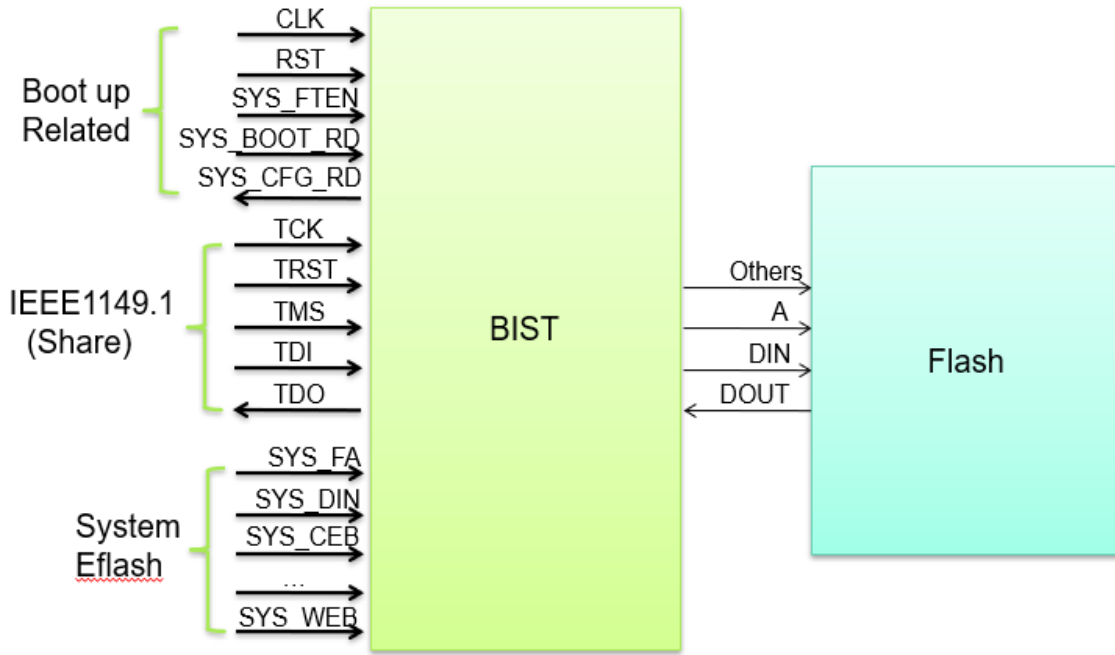 CLK
RST
SYS_FTEN
SYS_BOOT_RD
SYS_CFG_RD
Boot up
Related
TCK
TRST
TMS
TDI
TDO
IEEE1149.1
(Share)
SYS_FA
SYS_DIN
SYS_CEB
...
SYS_WEB
System
Eflash
BIST
Others
A
DIN
DOUT
Flash